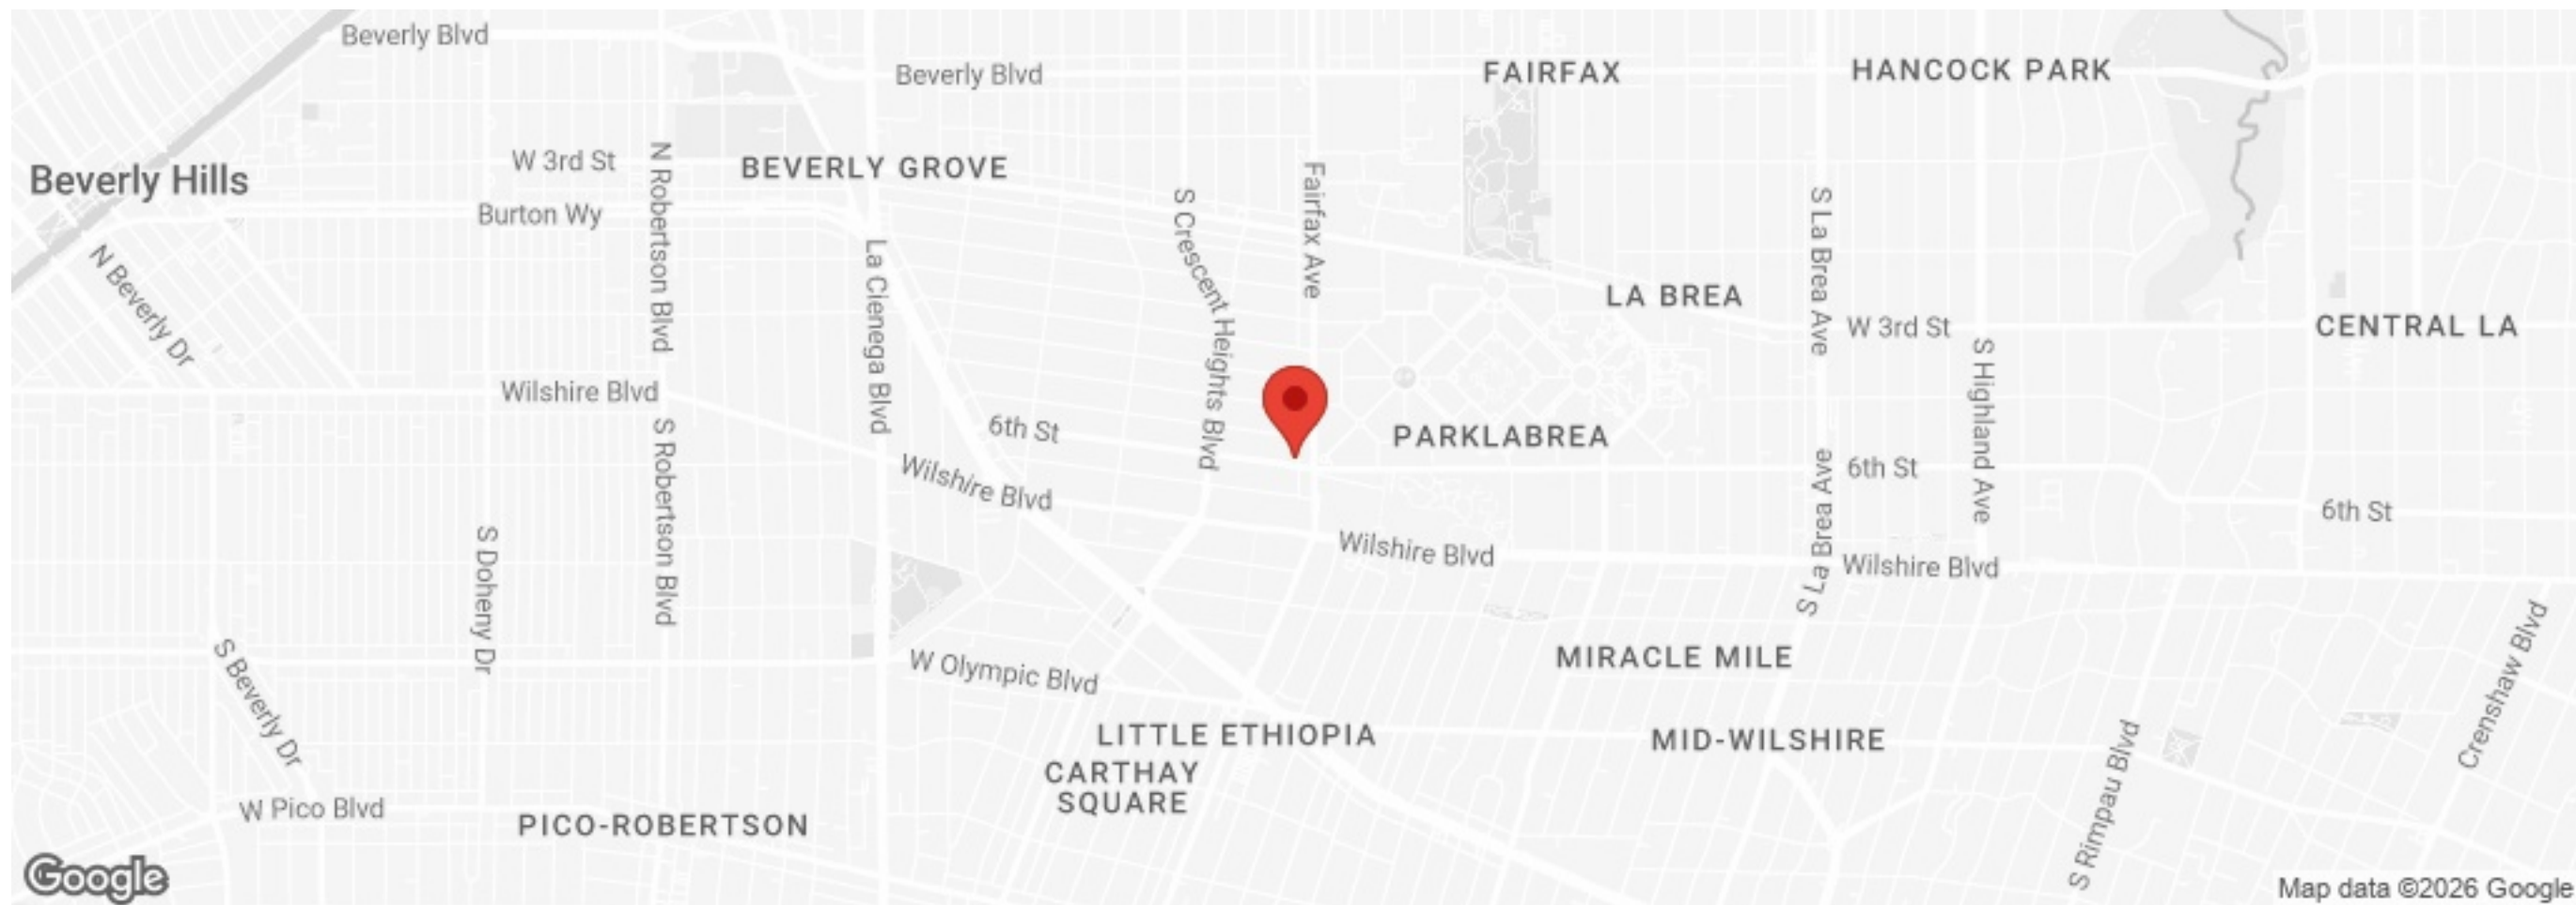 Beverly Blvd
Beverly Blvd
FAIRFAX
HANCOCK PARK
W 3rd St
BEVERLY GROVE
Beverly Hills
Burton Wy
N Robertson Blvd
S Crescent Heights Blvd
Fairfax Ave
S La Brea Ave
N Beverly Dr
La Cienega Blvd
LA BREA
W 3rd St
CENTRAL LA
S Highland Ave
Wilshire Blvd
6th St
PARKLABREA
S Robertson Blvd
Wilshire Blvd
S La Brea Ave
6th St
6th St
S Doheny Dr
Wilshire Blvd
Wilshire Blvd
Crenshaw Blvd
S Beverly Dr
W Olympic Blvd
MIRACLE MILE
LITTLE ETHIOPIA
MID-WILSHIRE
CARTHAY
SQUARE
S Rimpau Blvd
W Pico Blvd
PICO-ROBERTSON
Google
Map data ©2026 Google